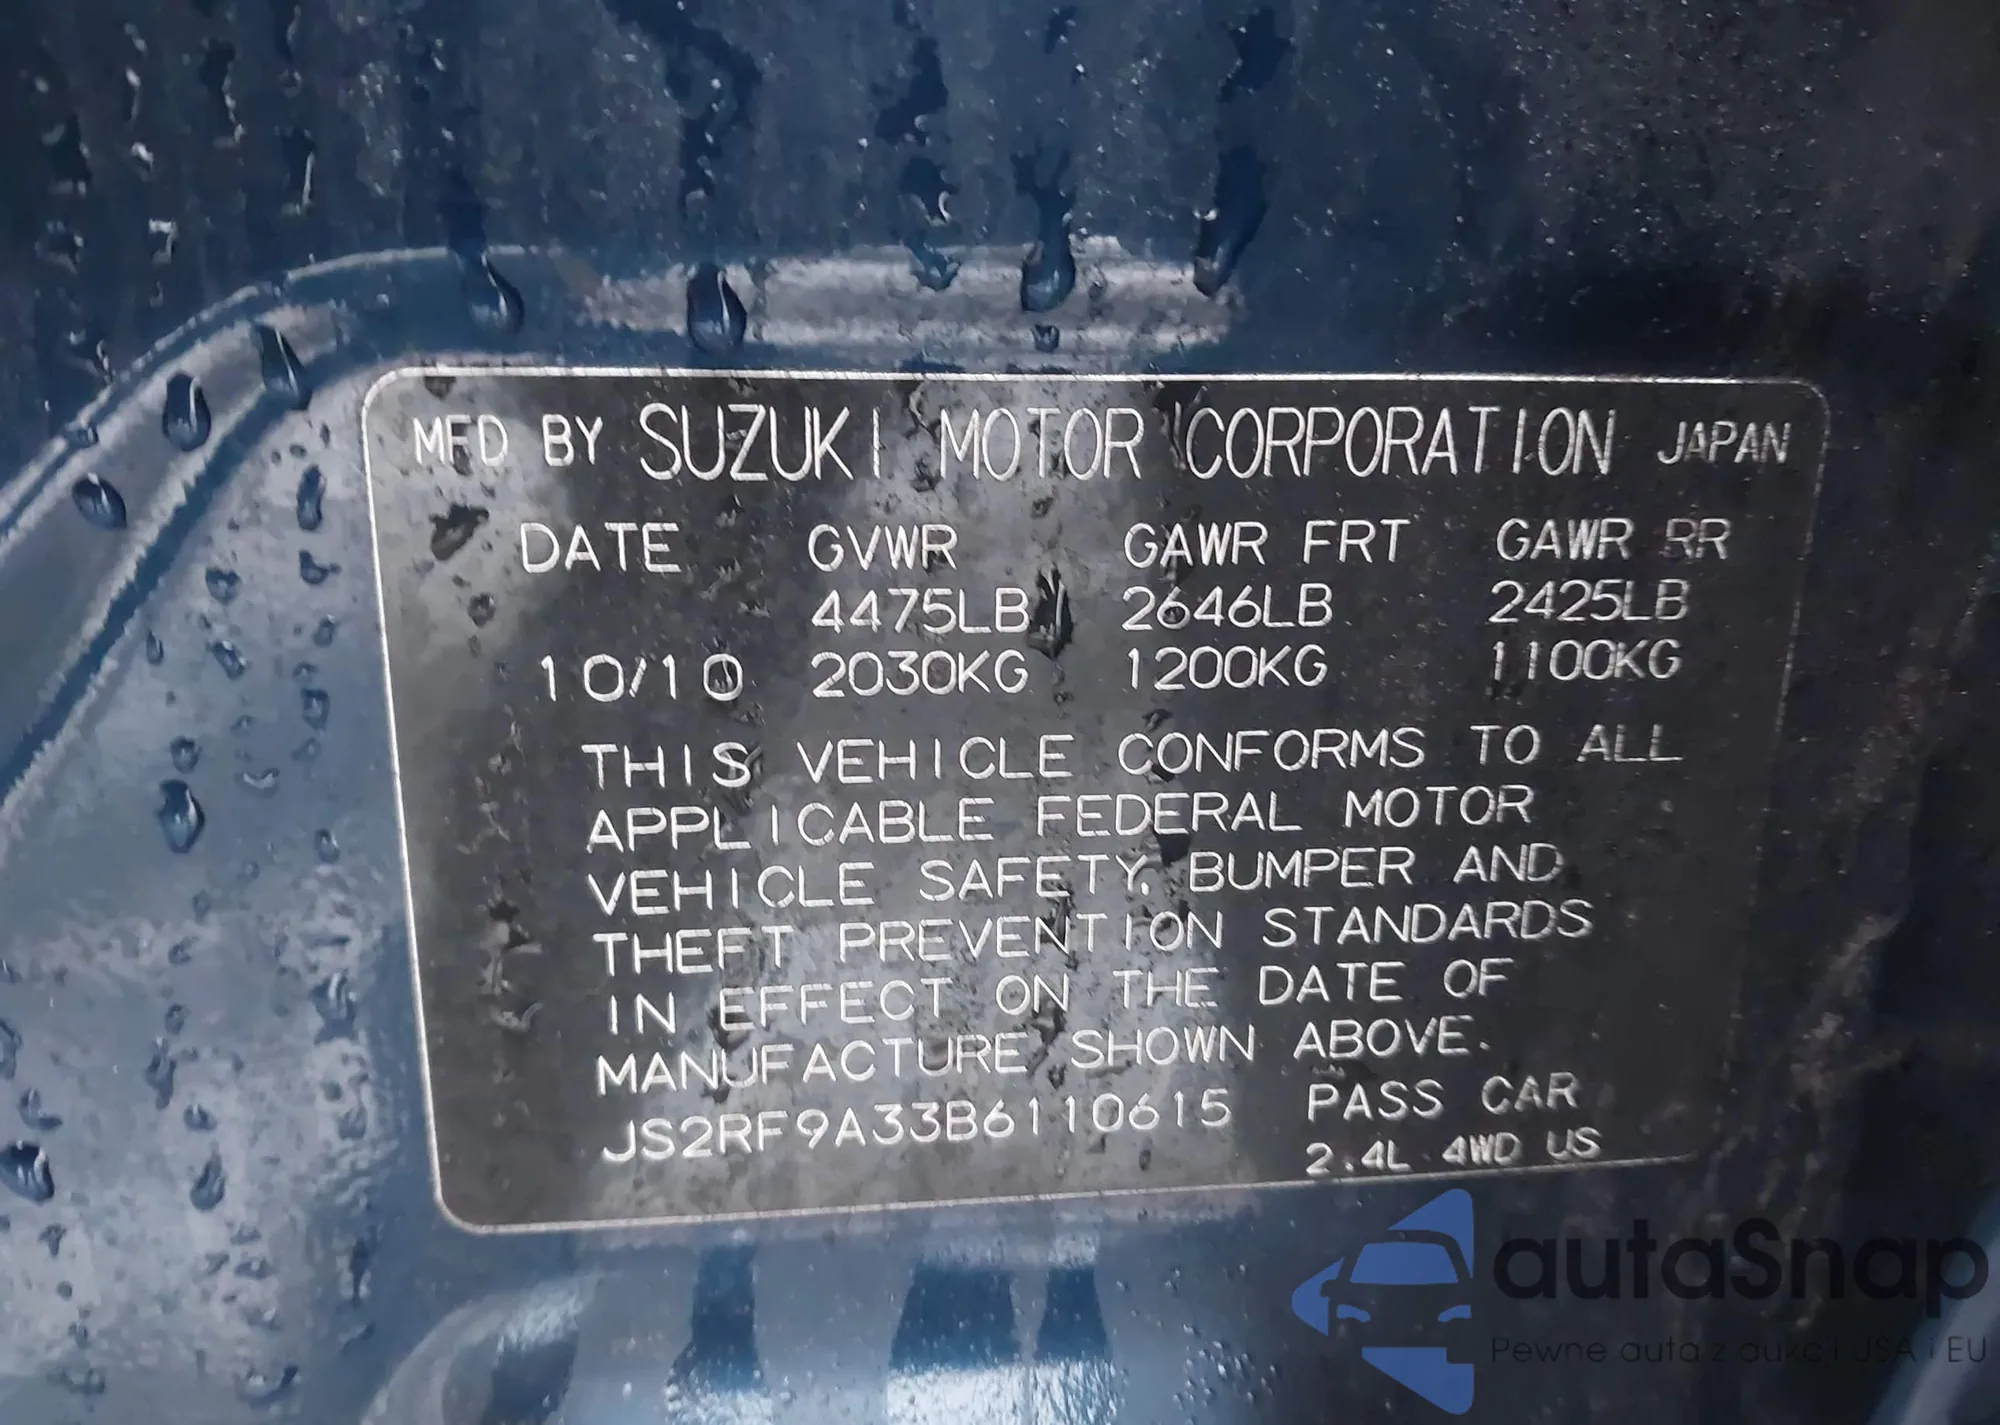 MFD BY SUZUKI MOTOR CORPORATION JAPAN
DATE GVWR GAWR FRT GAWR RR
4475LB 2646LB 2425LB
10/10 2030KG 1200KG 1100KG
THIS VEHICLE CONFORMS TO ALL
APPLICABLE FEDERAL MOTOR
VEHICLE SAFETY, BUMPER AND
THEFT PREVENTION STANDARDS
IN EFFECT ON THE DATE OF
MANUFACTURE SHOWN ABOVE.
JS2RF9A33B6110615 PASS CAR
2.4L 4WD US
autaSnap
Pewne auta z aukcji USA i EU